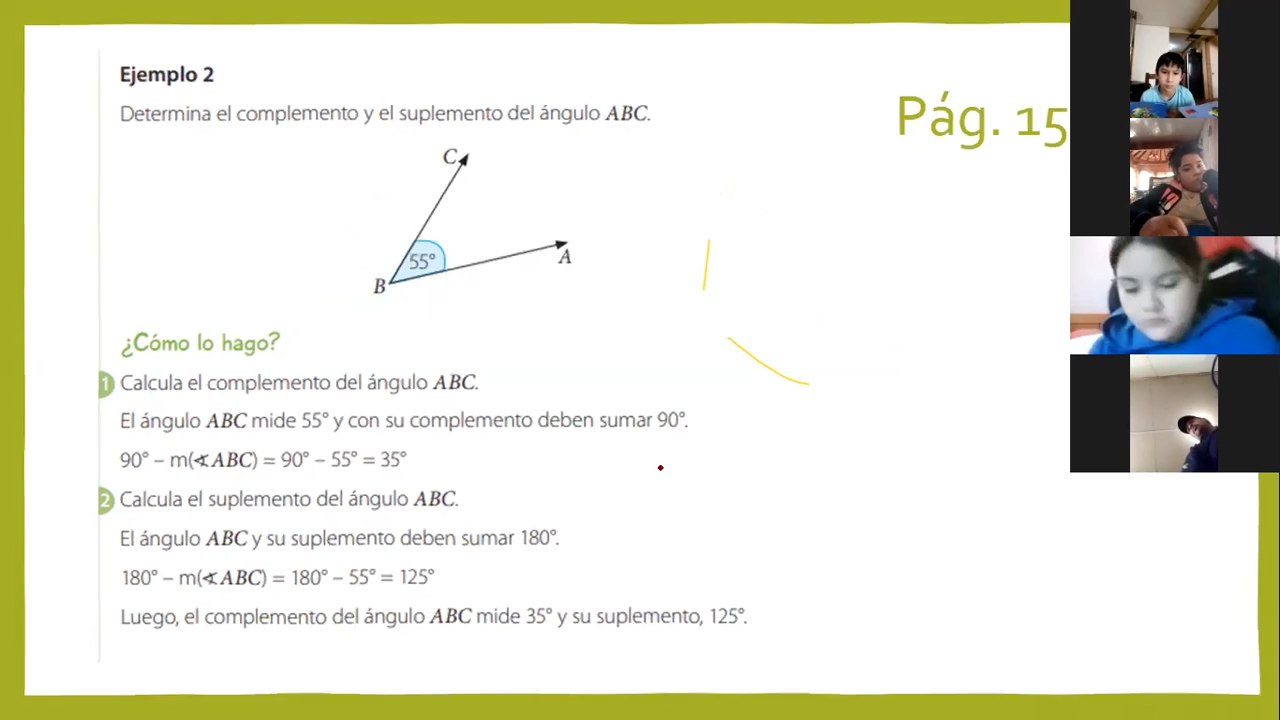 Ejemplo 2
Determina el complemento y el suplemento del ángulo ABC.
Pág. 15
C
55°
A
B
¿Cómo lo hago?
1 Calcula el complemento del ángulo ABC.
El ángulo ABC mide 55° y con su complemento deben sumar 90°.
90° – m(∢ABC) = 90° – 55° = 35°
2 Calcula el suplemento del ángulo ABC.
El ángulo ABC y su suplemento deben sumar 180°.
180° – m(∢ABC) = 180° – 55° = 125°
Luego, el complemento del ángulo ABC mide 35° y su suplemento, 125°.